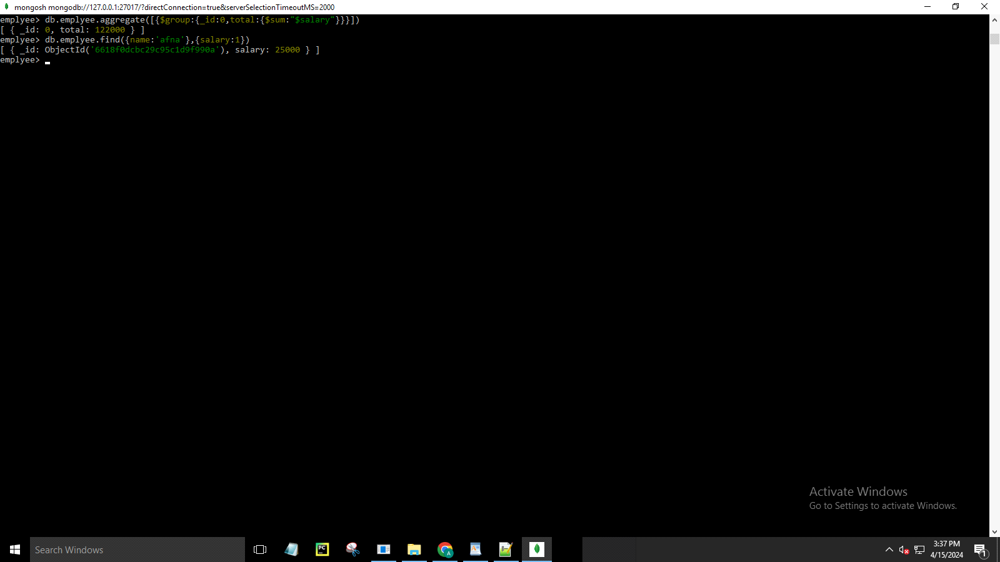 mongosh mongodb://127.0.0.1:27017/?directConnection=true&serverSelectionTimeoutMS=2000
emplyee> db.emplyee.aggregate([{$group:{_id:0,total:{$sum:"$salary"}}}])
[ { _id: 0, total: 122000 } ]
emplyee> db.emplyee.find({name:'afna'},{salary:1})
[ { _id: ObjectId('6618f0dcbc29c95c1d9f990a'), salary: 25000 } ]
emplyee>
Activate Windows
Go to Settings to activate Windows.
Search Windows
PC
A
3:37 PM
4/15/2024
1